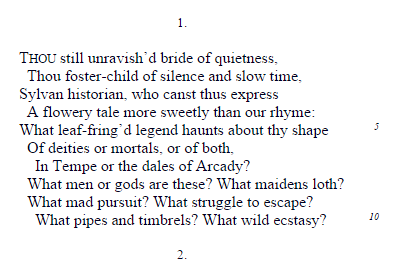 1.
THOU still unravish'd bride of quietness,
Thou foster-child of silence and slow time,
Sylvan historian, who canst thus express
A flowery tale more sweetly than our rhyme:
What leaf-fring'd legend haunts about thy shape 5
Of deities or mortals, or of both,
In Tempe or the dales of Arcady?
What men or gods are these? What maidens loth?
What mad pursuit? What struggle to escape?
What pipes and timbrels? What wild ecstasy? 10
2.